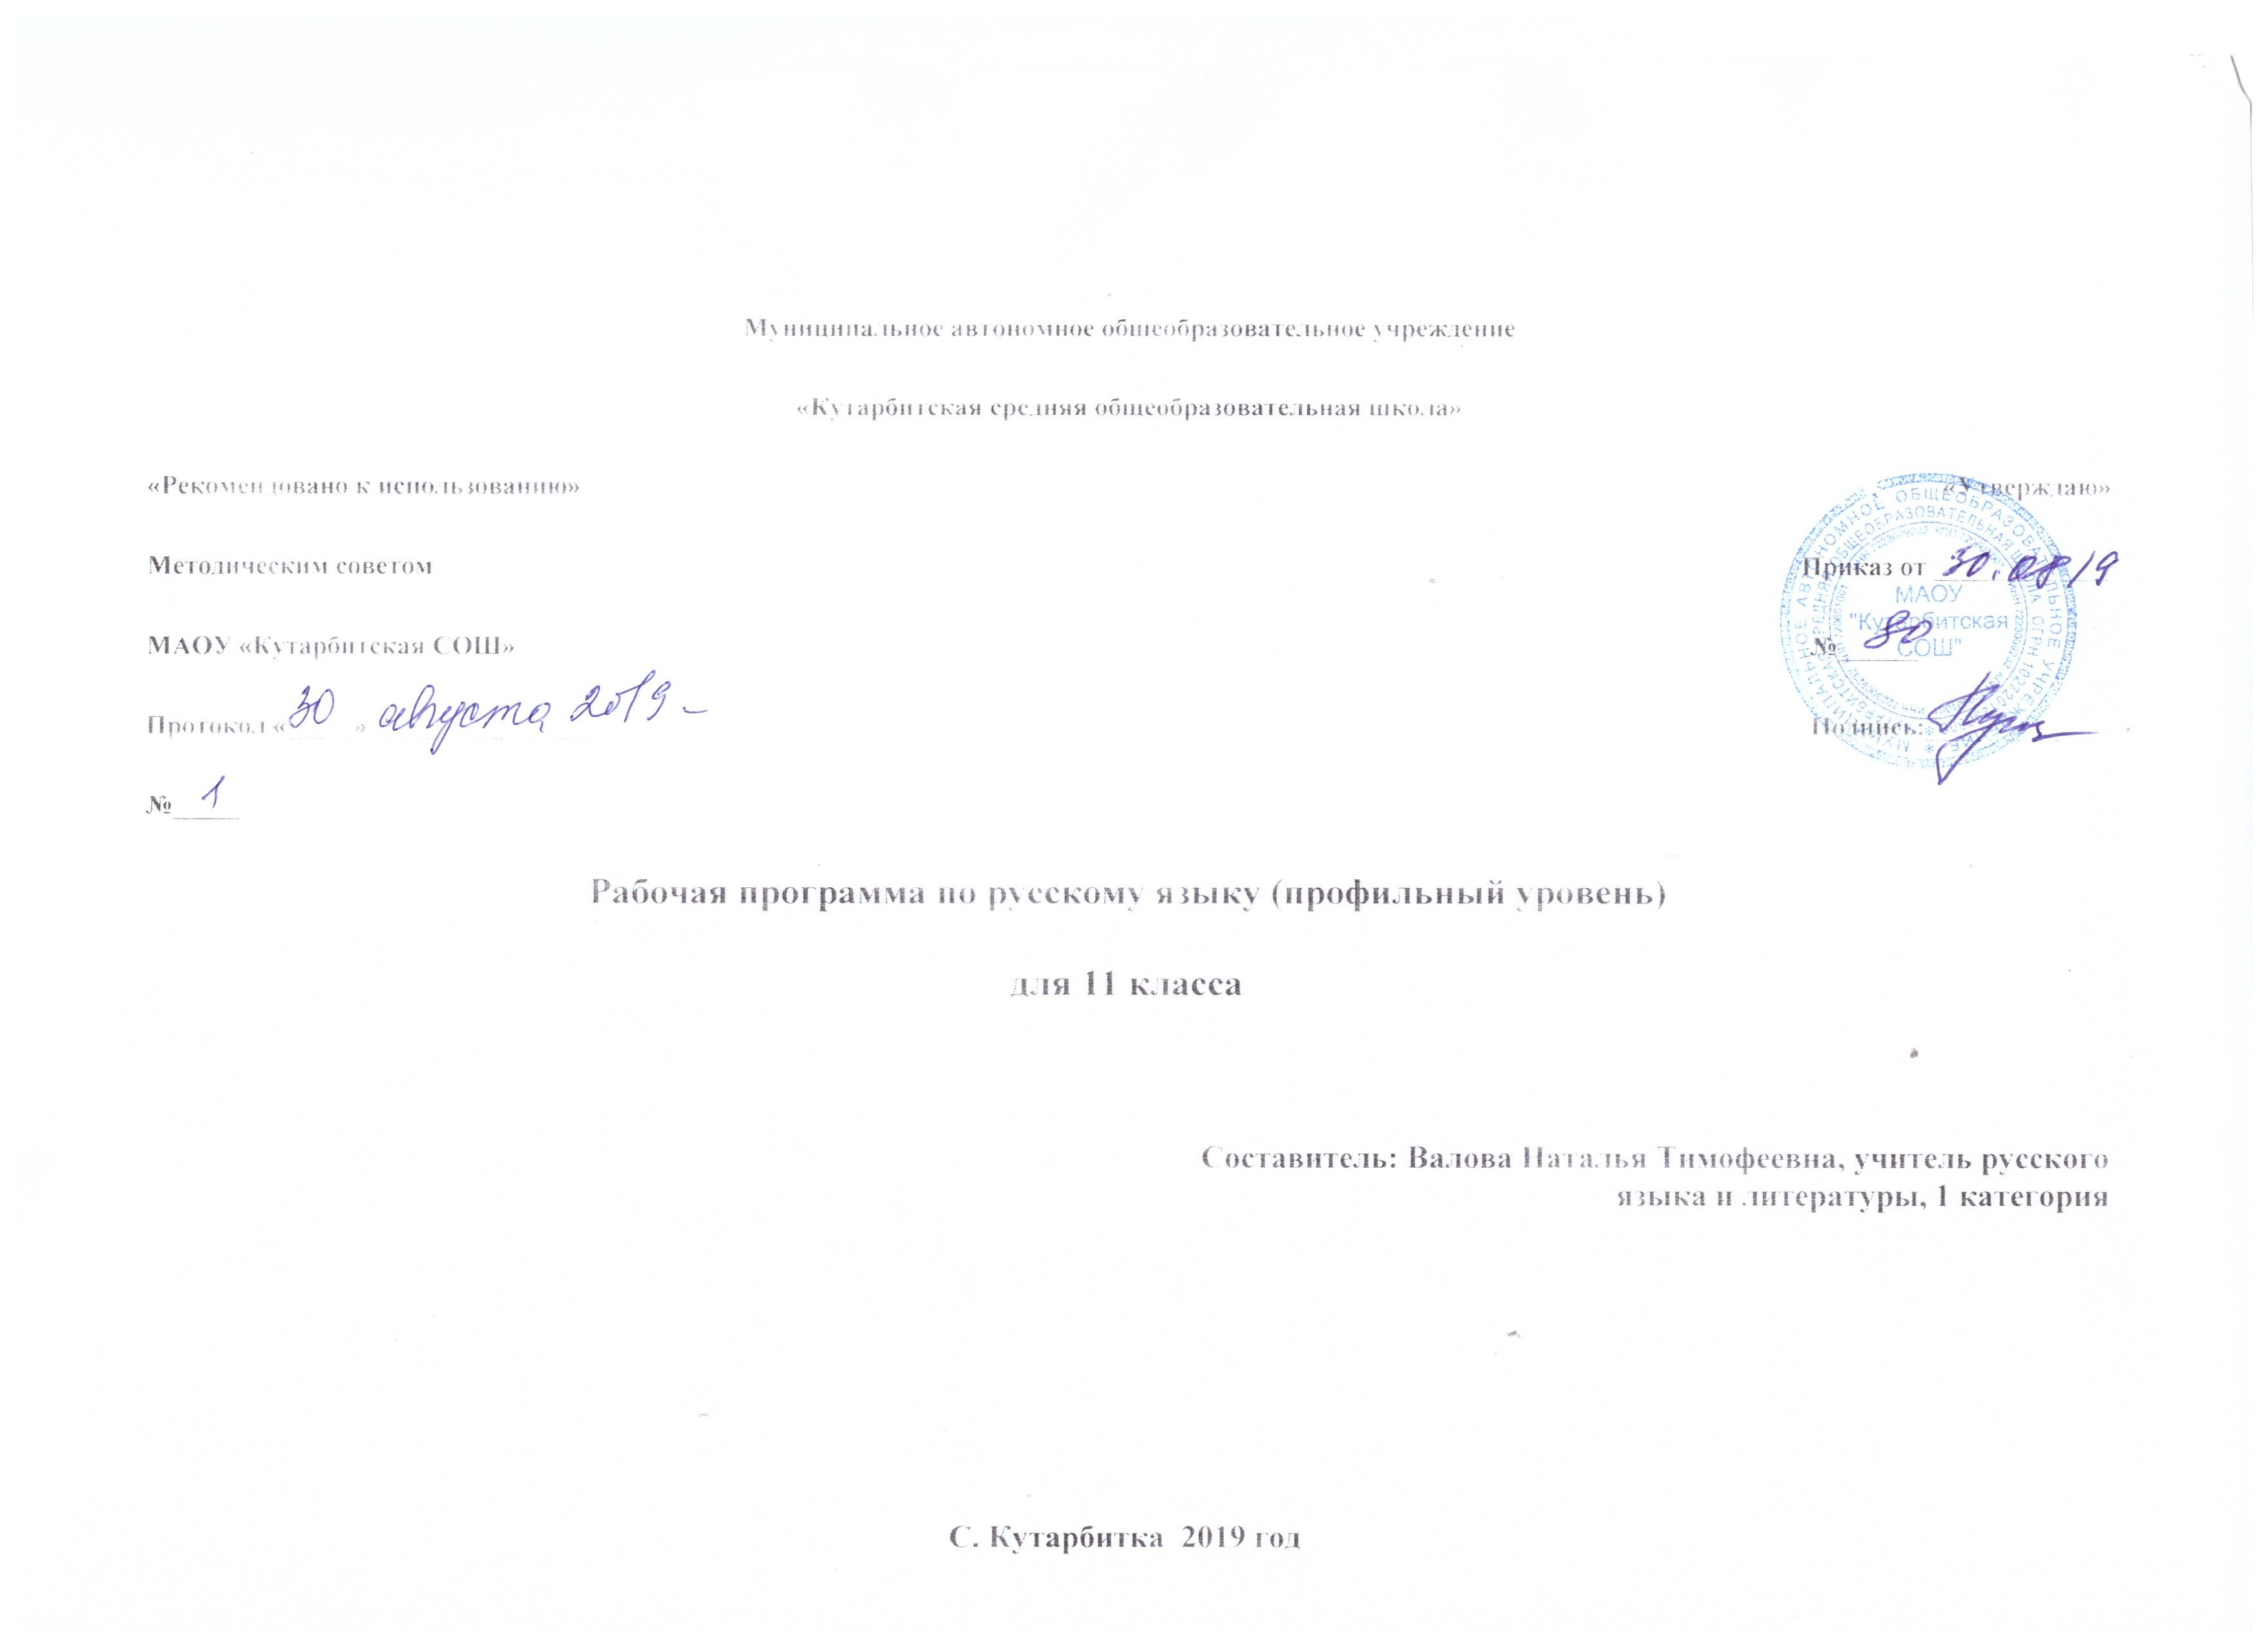 Муниципальное автономное общеобразовательное учреждение
«Кутарбитская средняя общеобразовательная школа»
«Рекомендовано к использованию»
«Утверждаю»
Методическим советом
Приказ от 30.08 19
МАОУ «Кутарбитская СОШ»
№ 80
Протокол «30» августа 2019
Подпись:
№ 1
МАОУ
"Кутарбитская
СОШ"
Рабочая программа по русскому языку (профильный уровень)
для 11 класса
Составитель: Валова Наталья Тимофеевна, учитель русского
языка и литературы, 1 категория
С. Кутарбитка 2019 год